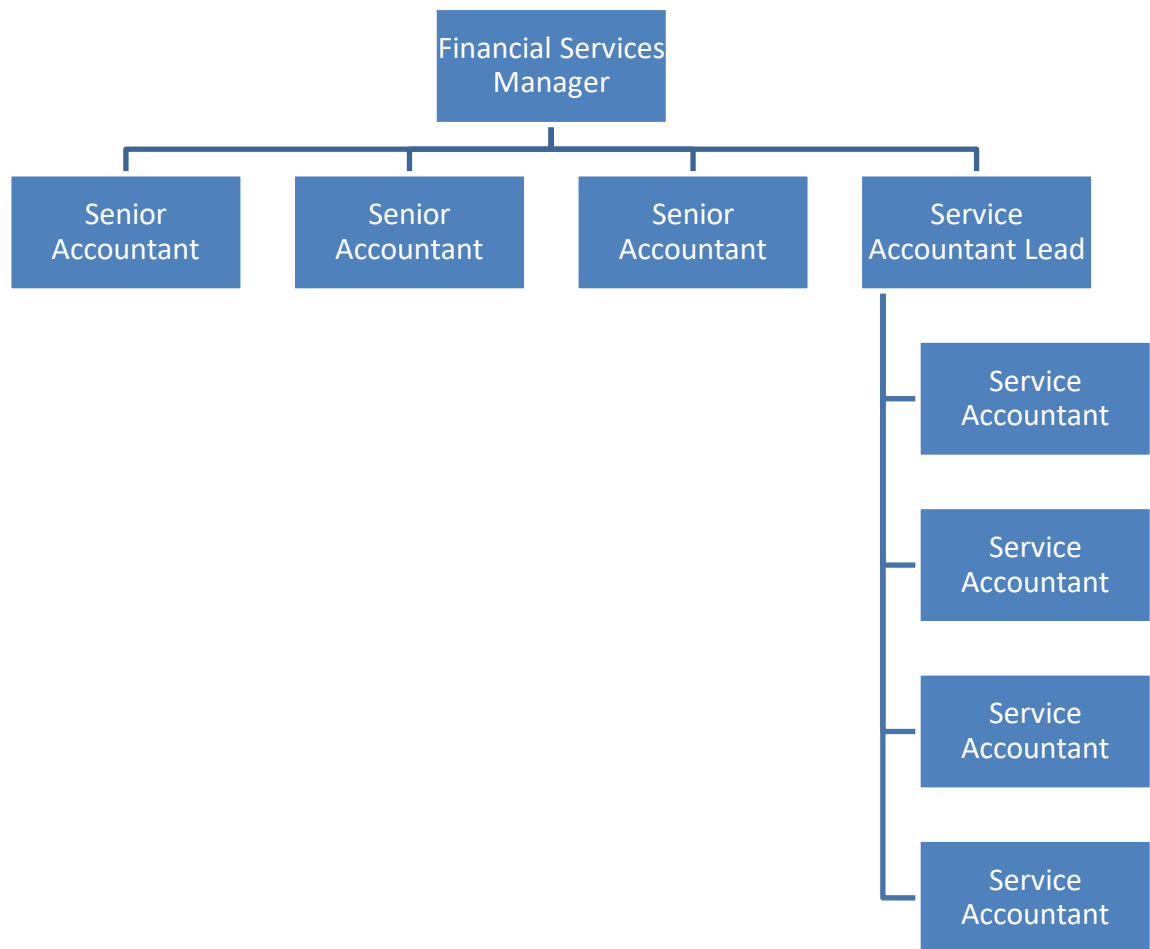 Financial Services
Manager
Senior
Accountant
Senior
Accountant
Senior
Accountant
Service
Accountant Lead
Service
Accountant
Service
Accountant
Service
Accountant
Service
Accountant